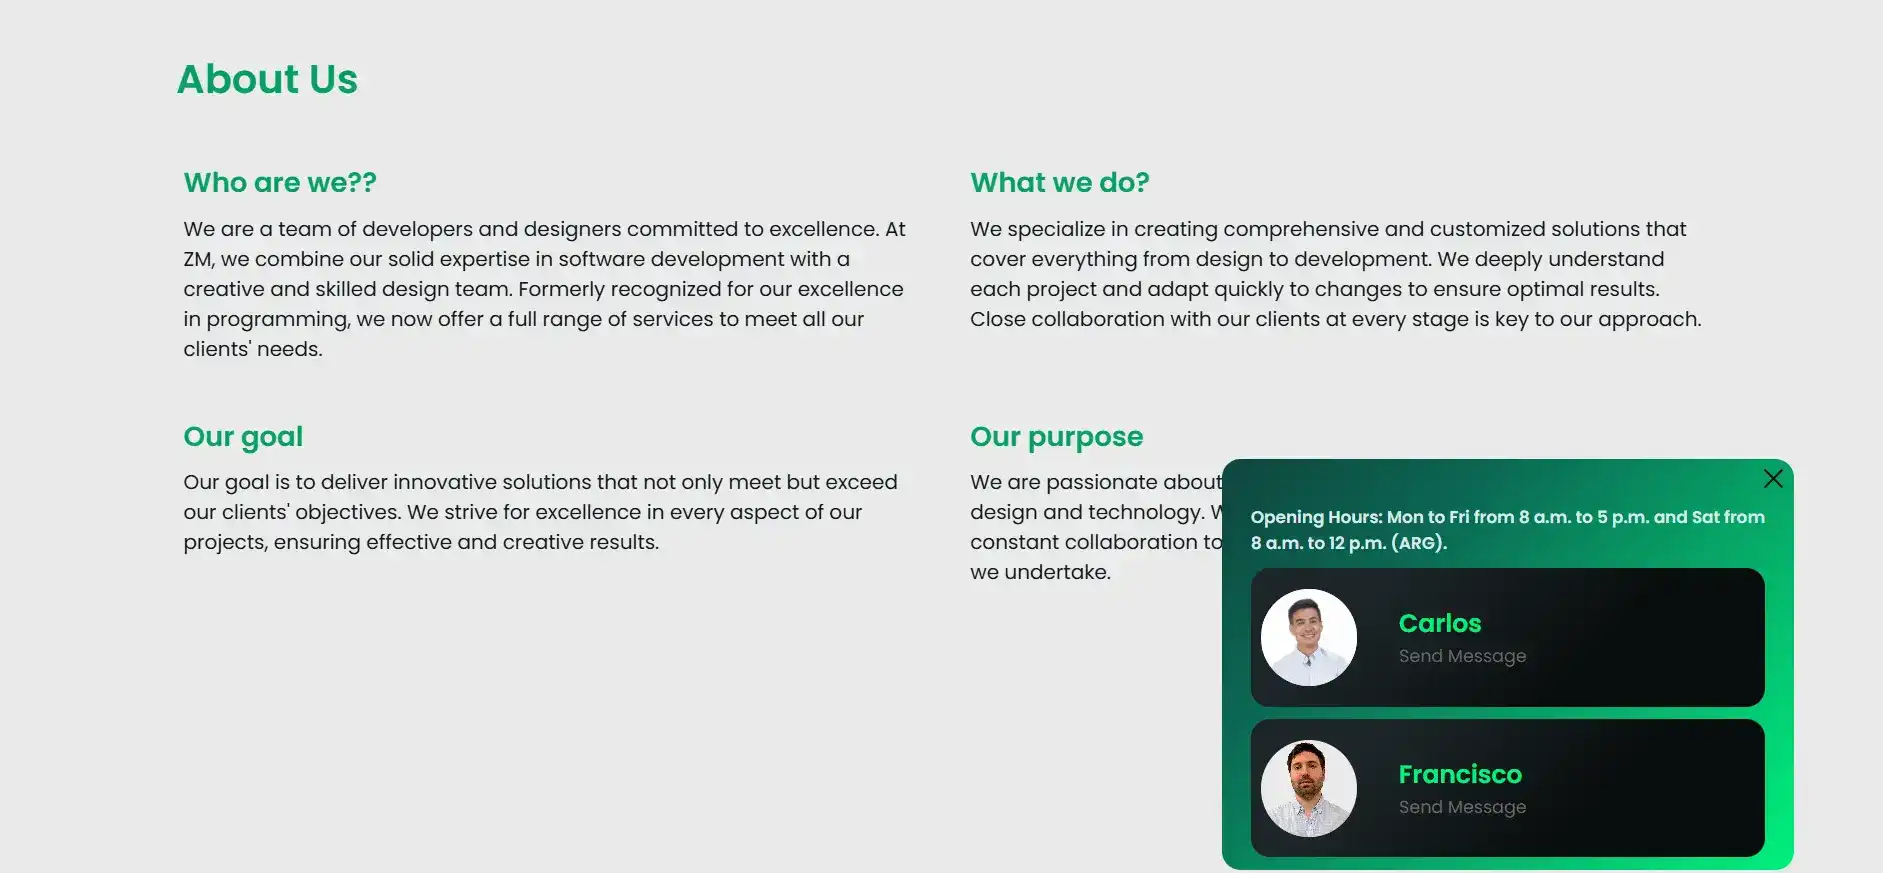 About Us
Who are we??
We are a team of developers and designers committed to excellence. At
ZM, we combine our solid expertise in software development with a
creative and skilled design team. Formerly recognized for our excellence
in programming, we now offer a full range of services to meet all our
clients' needs.
What we do?
We specialize in creating comprehensive and customized solutions that
cover everything from design to development. We deeply understand
each project and adapt quickly to changes to ensure optimal results.
Close collaboration with our clients at every stage is key to our approach.
Our goal
Our goal is to deliver innovative solutions that not only meet but exceed
our clients' objectives. We strive for excellence in every aspect of our
projects, ensuring effective and creative results.
Our purpose
We are passionate about
design and technology.
constant collaboration to
we undertake.
Opening Hours: Mon to Fri from 8 a.m. to 5 p.m. and Sat from
8 a.m. to 12 p.m. (ARG).
Carlos
Send Message
Francisco
Send Message